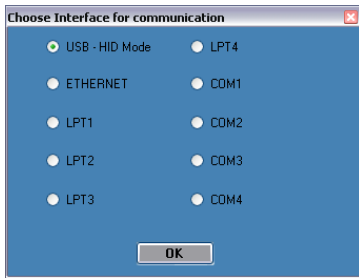 Choose Interface for communication
USB - HID Mode
ETHERNET
LPT1
LPT2
LPT3
LPT4
COM1
COM2
COM3
COM4
OK